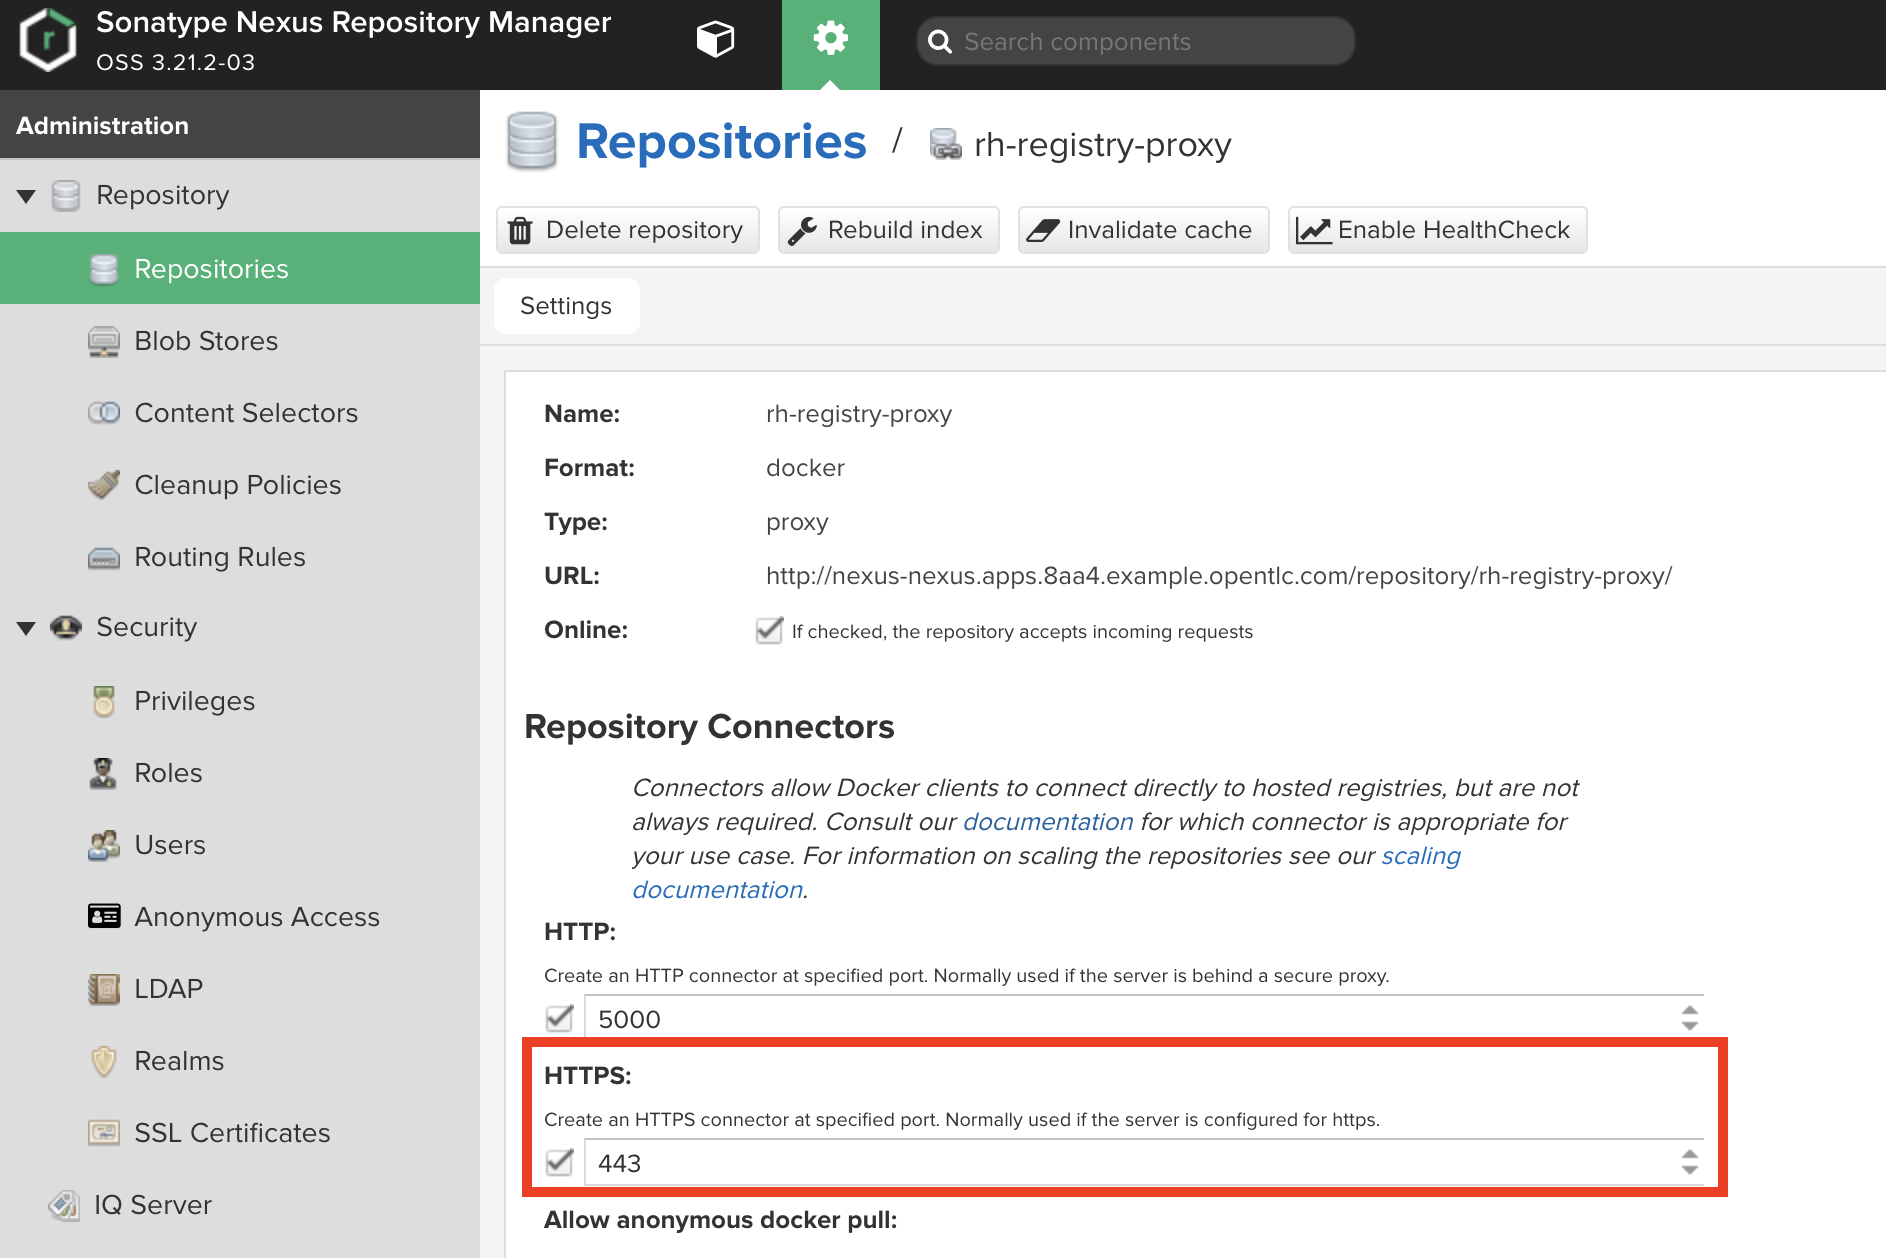 Sonatype Nexus Repository Manager
OSS 3.21.2-03
Search components
Administration
Repository
Repositories
Blob Stores
Content Selectors
Cleanup Policies
Routing Rules
Security
Privileges
Roles
Users
Anonymous Access
LDAP
Realms
SSL Certificates
IQ Server
Repositories / rh-registry-proxy
Delete repository
Rebuild index
Invalidate cache
Enable HealthCheck
Settings
Name: rh-registry-proxy
Format: docker
Type: proxy
URL: http://nexus-nexus.apps.8aa4.example.opentlc.com/repository/rh-registry-proxy/
Online: If checked, the repository accepts incoming requests
Repository Connectors
Connectors allow Docker clients to connect directly to hosted registries, but are not
always required. Consult our documentation for which connector is appropriate for
your use case. For information on scaling the repositories see our scaling
documentation.
HTTP:
Create an HTTP connector at specified port. Normally used if the server is behind a secure proxy.
5000
HTTPS:
Create an HTTPS connector at specified port. Normally used if the server is configured for https.
443
Allow anonymous docker pull: